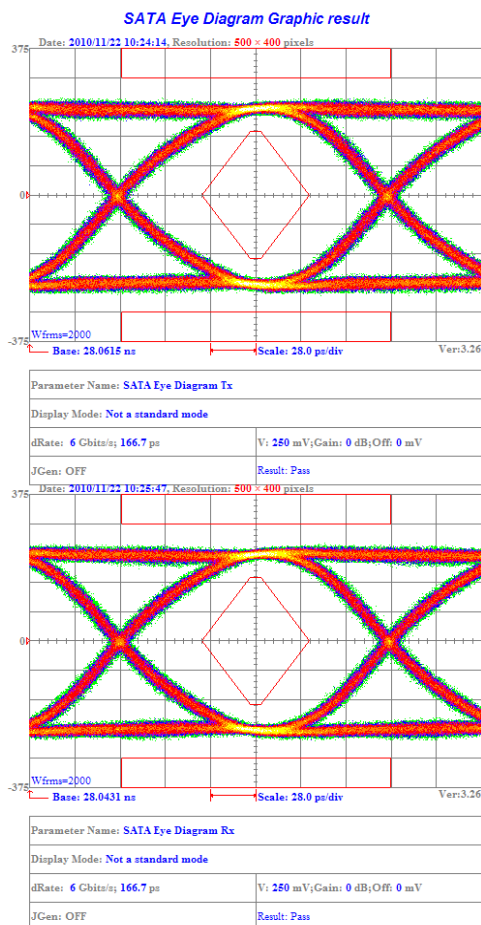 SATA Eye Diagram Graphic result
Date: 2010/11/22 10:24:14, Resolution: 500 × 400 pixels
375
0
Wfrms=2000
-375
Base: 28.0615 ns Scale: 28.0 ps/div Ver:3.26
Parameter Name: SATA Eye Diagram Tx
Display Mode: Not a standard mode
dRate: 6 Gbits/s; 166.7 ps V: 250 mV;Gain: 0 dB;Off: 0 mV
JGen: OFF Result: Pass
375
Date: 2010/11/22 10:25:47, Resolution: 500 × 400 pixels
0
Wfrms=2000
-375
Base: 28.0431 ns Scale: 28.0 ps/div Ver:3.26
Parameter Name: SATA Eye Diagram Rx
Display Mode: Not a standard mode
dRate: 6 Gbits/s; 166.7 ps V: 250 mV;Gain: 0 dB;Off: 0 mV
JGen: OFF Result: Pass